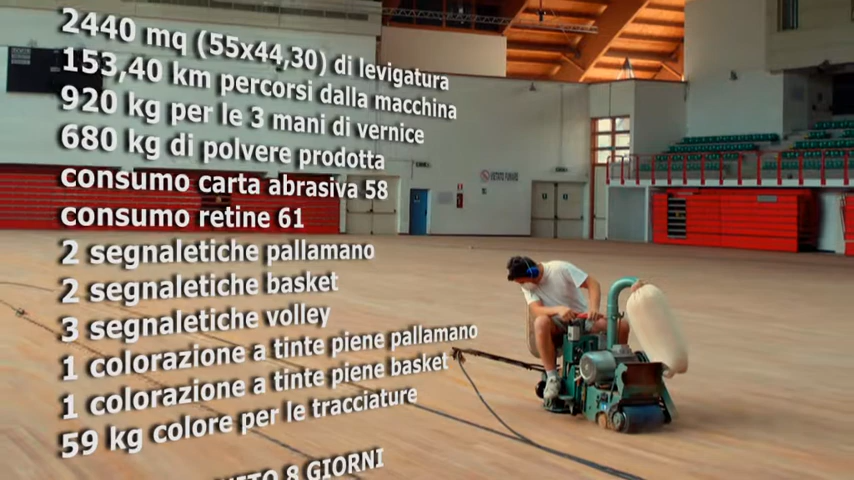 2440 mq (55x44,30) di levigatura
153,40 km percorsi dalla macchina
920 kg per le 3 mani di vernice
680 kg di polvere prodotta
consumo carta abrasiva 58
consumo retine 61
2 segnaletiche pallamano
2 segnaletiche basket
3 segnaletiche volley
1 colorazione a tinte piene pallamano
1 colorazione a tinte piene basket
59 kg colore per le tracciature
8 GIORNI
VIETATO FUMARE